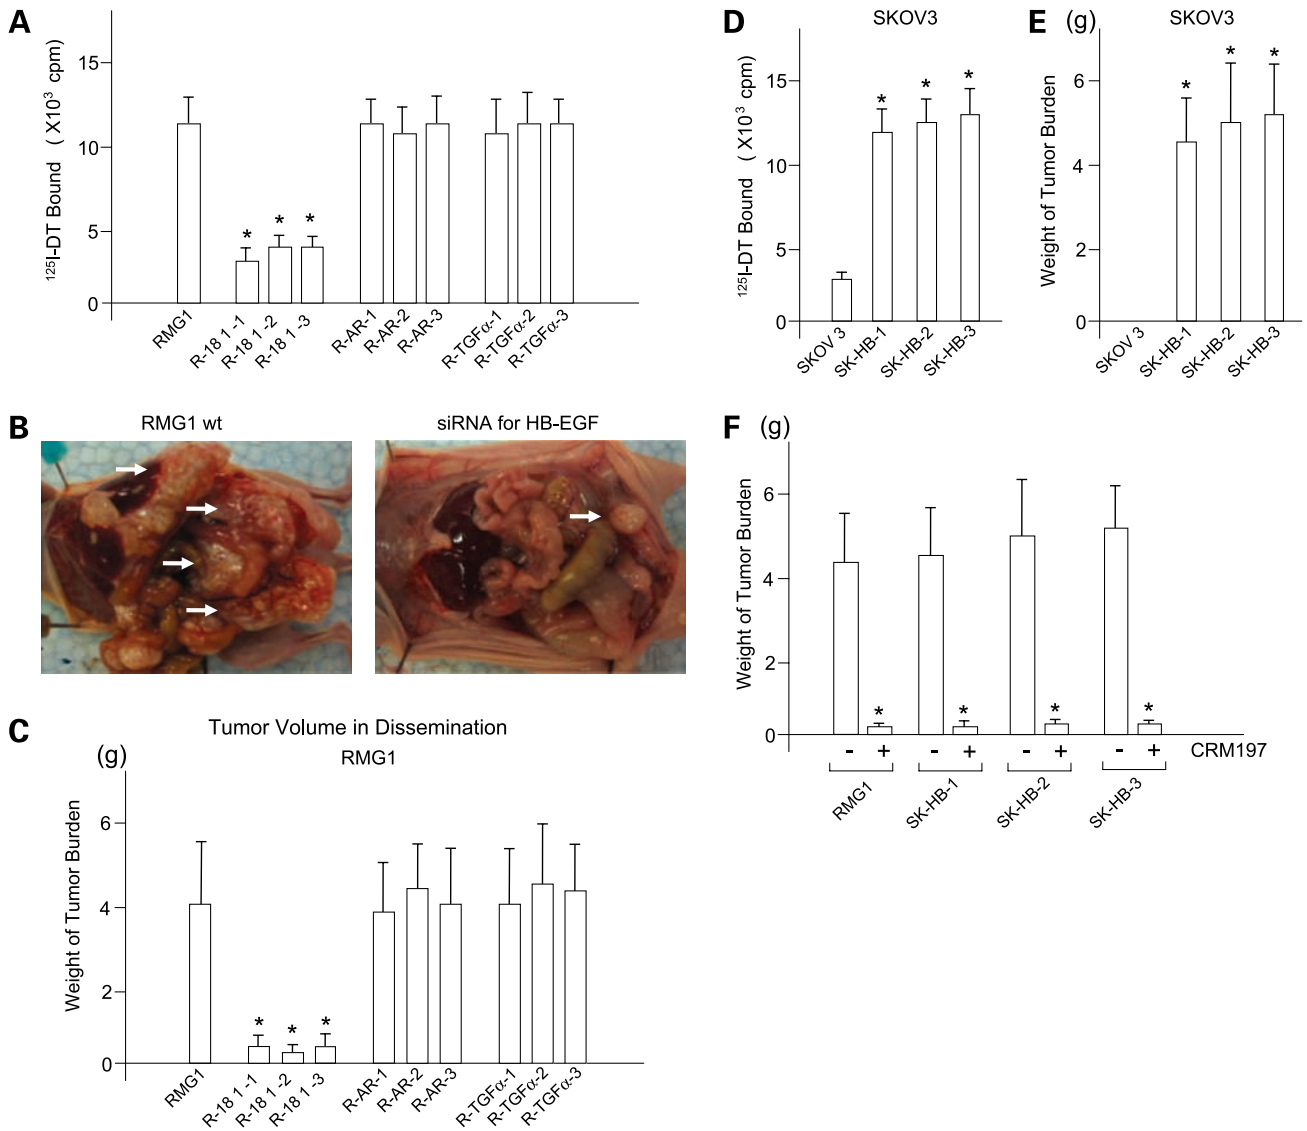 A
¹²⁵I-DT Bound ( X10³ cpm)
15
10
5
0
RMG1
R-18 1 -1
R-18 1 -2
R-18 1 -3
R-AR-1
R-AR-2
R-AR-3
R-TGFα-1
R-TGFα-2
R-TGFα-3
* * *
B
RMG1 wt
siRNA for HB-EGF
C
Tumor Volume in Dissemination
(g)
RMG1
Weight of Tumor Burden
6
4
2
0
* * *
RMG1
R-18 1 -1
R-18 1 -2
R-18 1 -3
R-AR-1
R-AR-2
R-AR-3
R-TGFα-1
R-TGFα-2
R-TGFα-3
D
SKOV3
¹²⁵I-DT Bound ( X10³ cpm)
15
10
5
0
* * *
SKOV 3
SK-HB-1
SK-HB-2
SK-HB-3
E (g)
SKOV3
Weight of Tumor Burden
6
4
2
0
* * *
SKOV 3
SK-HB-1
SK-HB-2
SK-HB-3
F (g)
Weight of Tumor Burden
6
4
2
0
* * * *
- + - + - + - + CRM197
RMG1
SK-HB-1
SK-HB-2
SK-HB-3